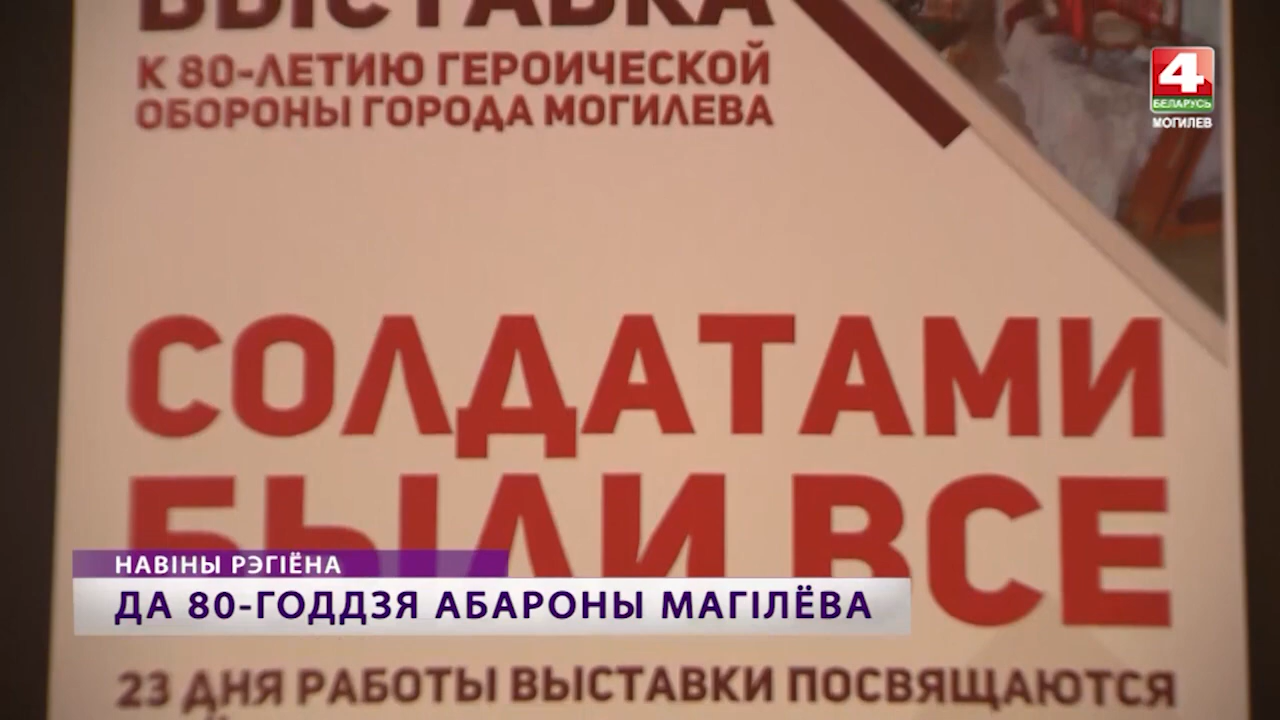 ВЫСТАВКА
К 80-ЛЕТИЮ ГЕРОИЧЕСКОЙ
ОБОРОНЫ ГОРОДА МОГИЛЕВА
4
БЕЛАРУСЬ
МОГИЛЕВ
СОЛДАТАМИ
БЫЛИ ВСЕ
НАВІНЫ РЭГІЁНА
ДА 80-ГОДДЗЯ АБАРОНЫ МАГІЛЁВА
23 ДНЯ РАБОТЫ ВЫСТАВКИ ПОСВЯЩАЮТСЯ